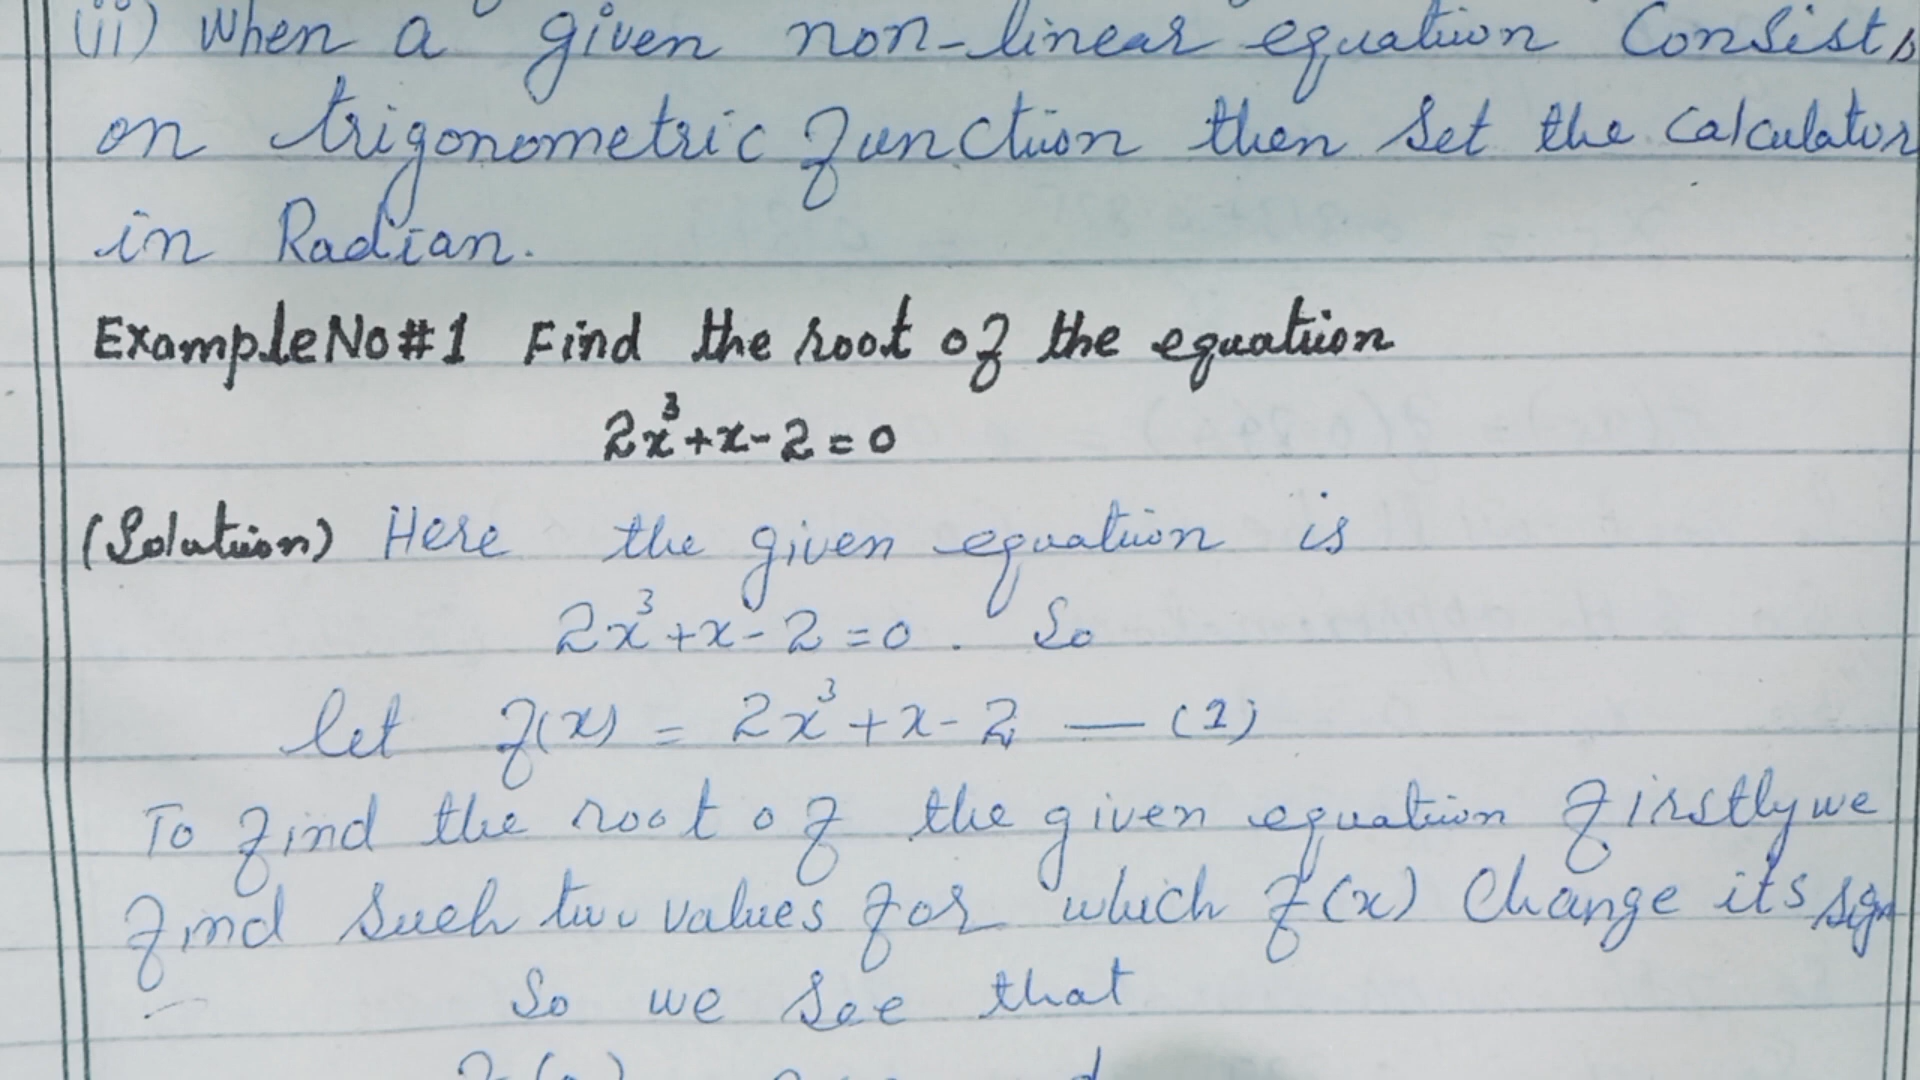 (ii) When a given non-linear equation Consists
on trigonometric function then Set the Calculator
in Radian.
Example No #1 Find the root of the equation
2x³+x-2=0
(Solution) Here the given equation is
2x³+x-2=0. So
let f(x) = 2x³+x-2 — (1)
To find the root of the given equation firstly we
find Such two values for which f(x) Change its sign
So we See that